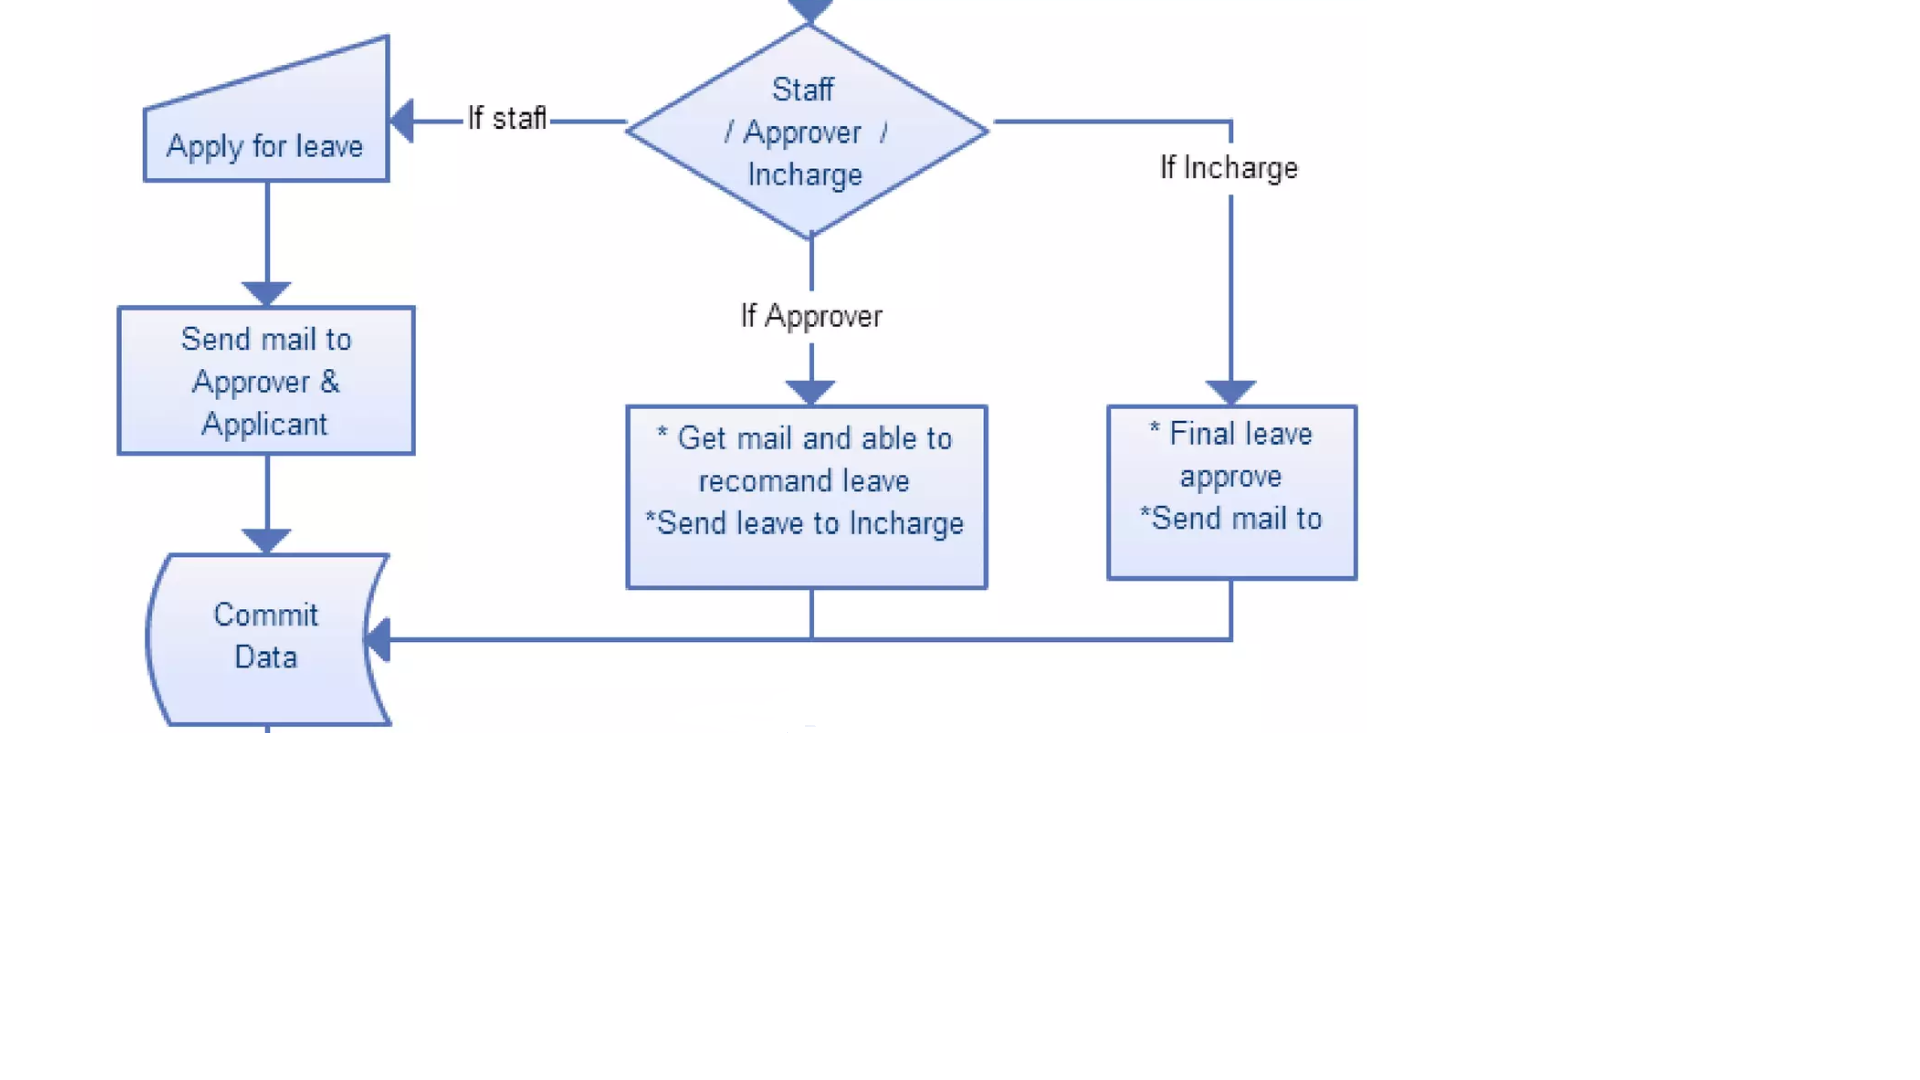 Staff
/ Approver /
Incharge
If staff
Apply for leave
If Incharge
If Approver
Send mail to
Approver &
Applicant
* Get mail and able to
recomand leave
*Send leave to Incharge
* Final leave
approve
*Send mail to
Commit
Data